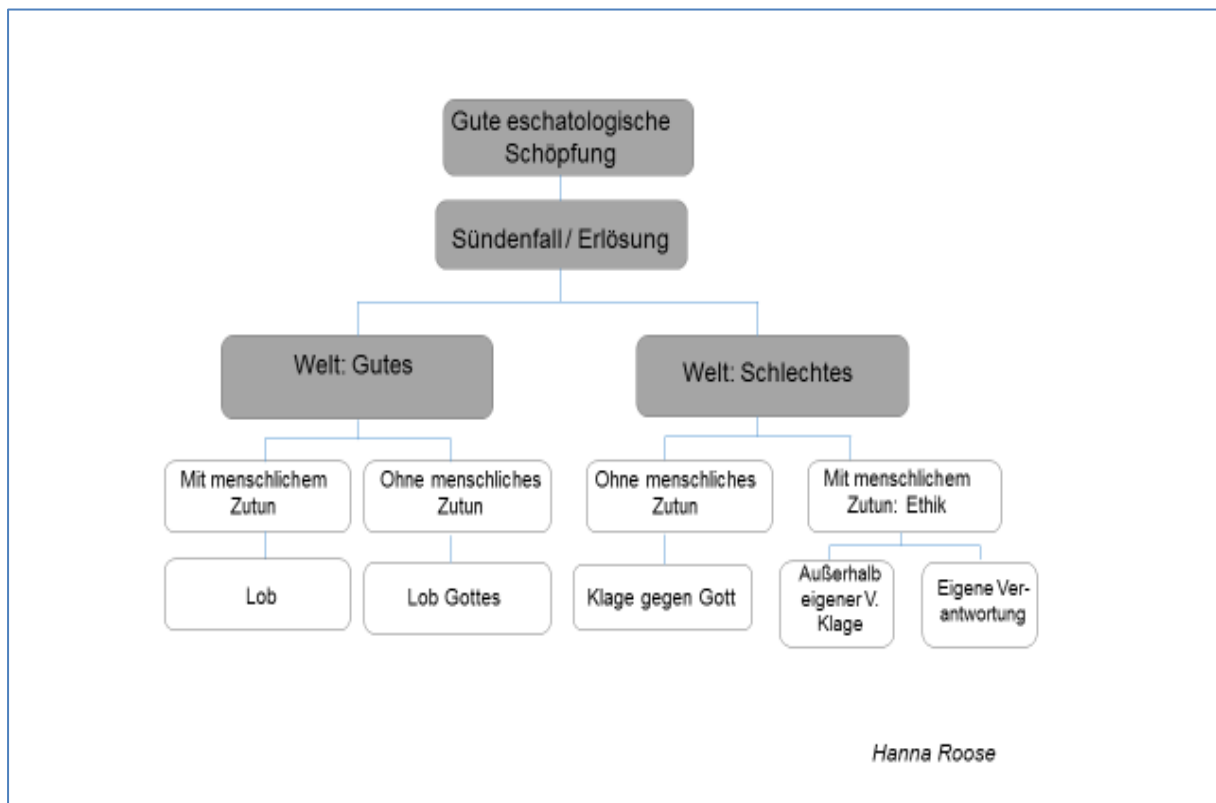 Gute eschatologische
Schöpfung
Sündenfall / Erlösung
Welt: Gutes
Welt: Schlechtes
Mit menschlichem
Zutun
Ohne menschliches
Zutun
Ohne menschliches
Zutun
Mit menschlichem
Zutun: Ethik
Lob
Lob Gottes
Klage gegen Gott
Außerhalb
eigener V.
Klage
Eigene Ver-
antwortung
Hanna Roose